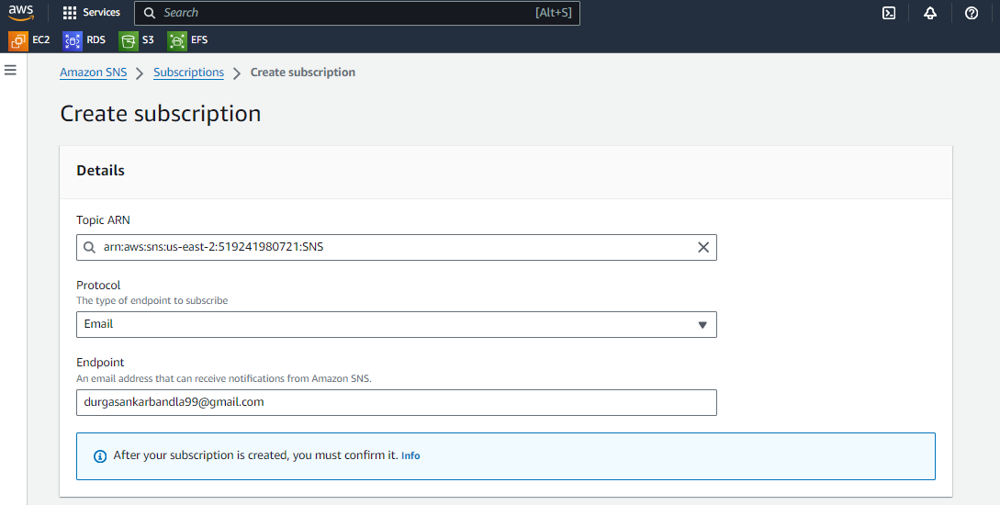 aws
Services
Search [Alt+S]
EC2 RDS S3 EFS
Amazon SNS Subscriptions Create subscription
Create subscription
Details
Topic ARN
arn:aws:sns:us-east-2:519241980721:SNS
Protocol
The type of endpoint to subscribe
Email
Endpoint
An email address that can receive notifications from Amazon SNS.
durgasankarbandla99@gmail.com
After your subscription is created, you must confirm it. Info